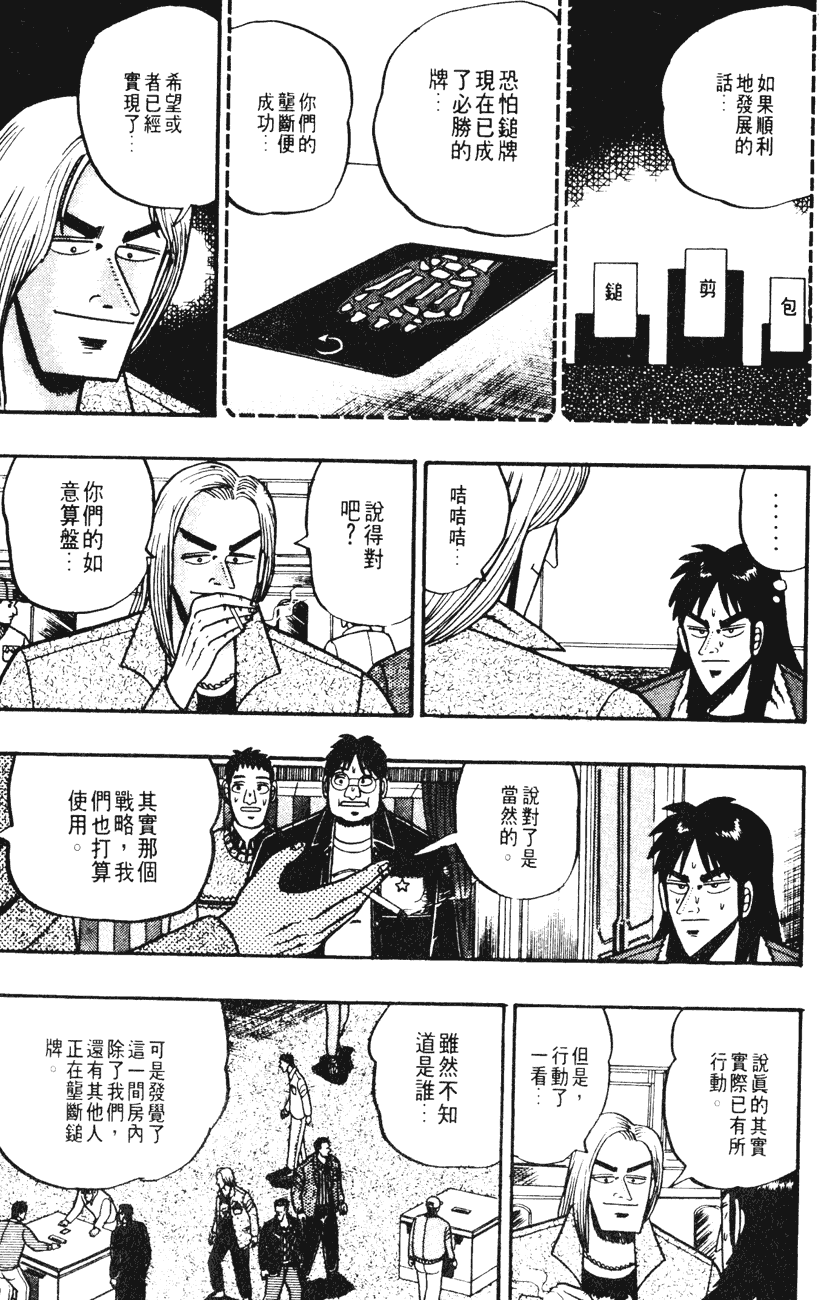 如果順利
地發展的
話…
鎚
剪
包
恐怕鎚牌
現在已成
了必勝的
牌…
你們的
壟斷便
成功…
希望或
者已經
實現了…
……
咭咭咭…
說得對
吧?
你們的如
意算盤…
說對了是
當然的。
其實那個
戰略,我
們也打算
使用。
說真的其實
實際已有所
行動。
但是,
行動了
一看…
雖然不知
道是誰…
可是發覺了
這一間房內
除了我們,
還有其他人
正在壟斷鎚
牌。